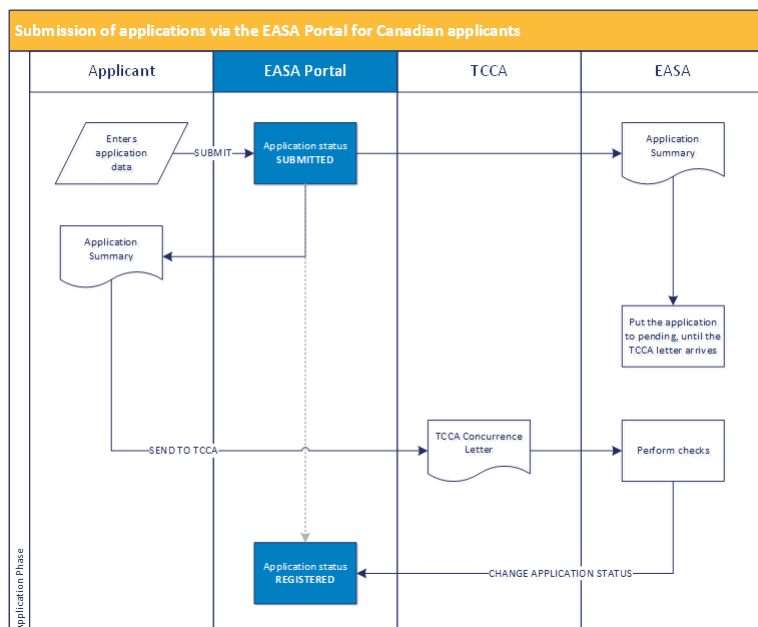 Submission of applications via the EASA Portal for Canadian applicants
Applicant
EASA Portal
TCCA
EASA
Enters
application
data
SUBMIT
Application status
SUBMITTED
Application
Summary
Application
Summary
Put the application
to pending, until the
TCCA letter arrives
SEND TO TCCA
TCCA Concurrence
Letter
Perform checks
Application status
REGISTERED
CHANGE APPLICATION STATUS
Application Phase